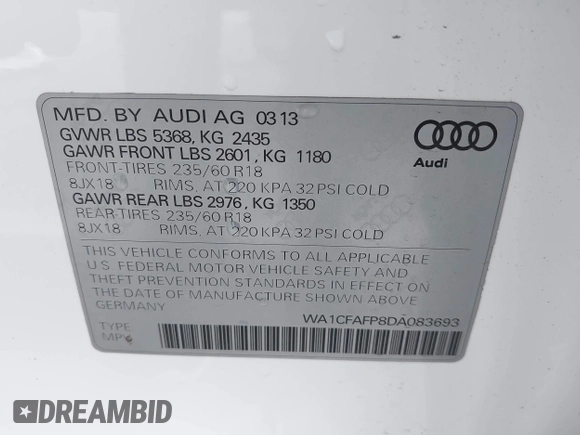 MFD. BY AUDI AG 03 13
GVWR LBS 5368, KG 2435
GAWR FRONT LBS 2601, KG 1180
FRONT-TIRES 235/60 R18
8JX18 RIMS, AT 220 KPA 32 PSI COLD
GAWR REAR LBS 2976, KG 1350
REAR-TIRES 235/60 R18
8JX18 RIMS, AT 220 KPA 32 PSI COLD
THIS VEHICLE CONFORMS TO ALL APPLICABLE
U.S. FEDERAL MOTOR VEHICLE SAFETY AND
THEFT PREVENTION STANDARDS IN EFFECT ON
THE DATE OF MANUFACTURE SHOWN ABOVE
GERMANY
WA1CFAFP8DA083693
TYPE
MPV
Audi
DREAMBID